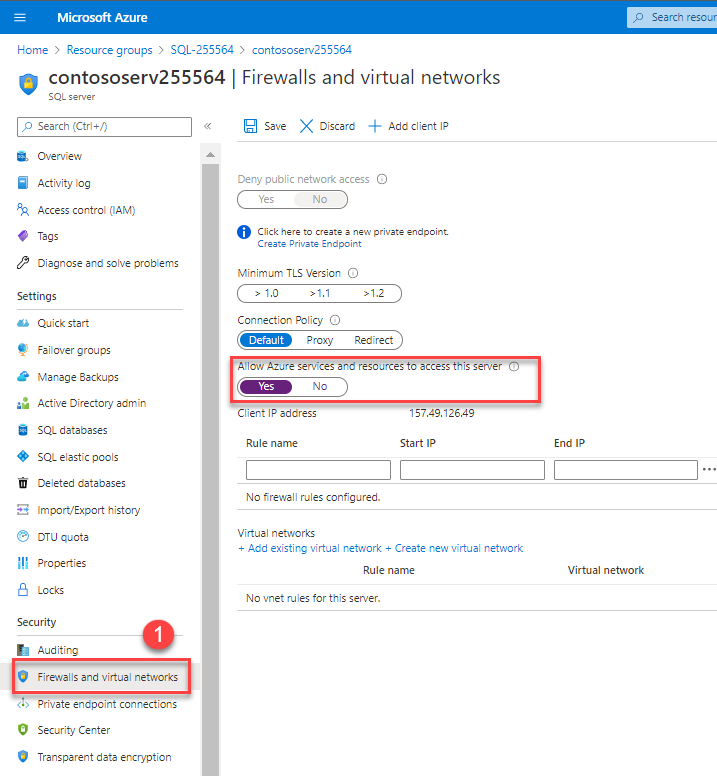 Microsoft Azure
Search resour
Home > Resource groups > SQL-255564 > contososerv255564
contososerv255564 | Firewalls and virtual networks
SQL server
Search (Ctrl+/)
«
Save
Discard
Add client IP
Overview
Activity log
Access control (IAM)
Tags
Diagnose and solve problems
Settings
Quick start
Failover groups
Manage Backups
Active Directory admin
SQL databases
SQL elastic pools
Deleted databases
Import/Export history
DTU quota
Properties
Locks
Security
1
Auditing
Firewalls and virtual networks
Private endpoint connections
Security Center
Transparent data encryption
Deny public network access
Yes No
Click here to create a new private endpoint.
Create Private Endpoint
Minimum TLS Version
> 1.0 >1.1 >1.2
Connection Policy
Default Proxy Redirect
Allow Azure services and resources to access this server
Yes No
Client IP address 157.49.126.49
Rule name Start IP End IP
No firewall rules configured.
Virtual networks
+ Add existing virtual network + Create new virtual network
Rule name Virtual network
No vnet rules for this server.